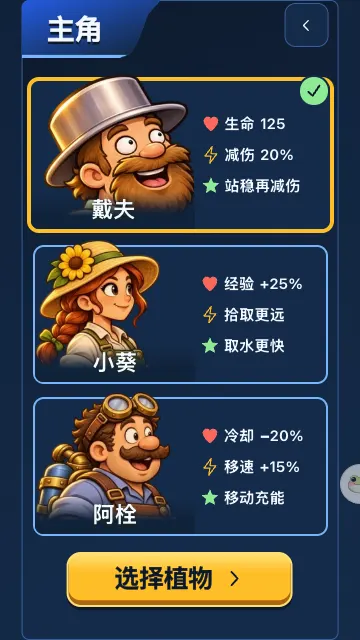 主角
生命 125
减伤 20%
站稳再减伤
戴夫
经验 +25%
拾取更远
取水更快
小葵
冷却 −20%
移速 +15%
移动充能
阿栓
选择植物